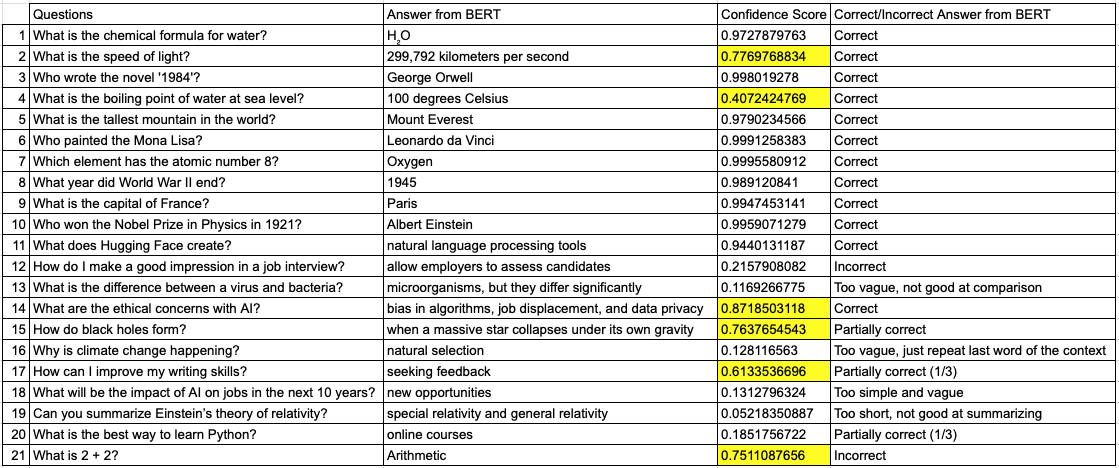 Questions Answer from BERT Confidence Score Correct/Incorrect Answer from BERT
1 What is the chemical formula for water? H₂O 0.9727879763 Correct
2 What is the speed of light? 299,792 kilometers per second 0.7769768834 Correct
3 Who wrote the novel '1984'? George Orwell 0.998019278 Correct
4 What is the boiling point of water at sea level? 100 degrees Celsius 0.4072424769 Correct
5 What is the tallest mountain in the world? Mount Everest 0.9790234566 Correct
6 Who painted the Mona Lisa? Leonardo da Vinci 0.9991258383 Correct
7 Which element has the atomic number 8? Oxygen 0.9995580912 Correct
8 What year did World War II end? 1945 0.989120841 Correct
9 What is the capital of France? Paris 0.9947453141 Correct
10 Who won the Nobel Prize in Physics in 1921? Albert Einstein 0.9959071279 Correct
11 What does Hugging Face create? natural language processing tools 0.9440131187 Correct
12 How do I make a good impression in a job interview? allow employers to assess candidates 0.2157908082 Incorrect
13 What is the difference between a virus and bacteria? microorganisms, but they differ significantly 0.1169266775 Too vague, not good at comparison
14 What are the ethical concerns with AI? bias in algorithms, job displacement, and data privacy 0.8718503118 Correct
15 How do black holes form? when a massive star collapses under its own gravity 0.7637654543 Partially correct
16 Why is climate change happening? natural selection 0.128116563 Too vague, just repeat last word of the context
17 How can I improve my writing skills? seeking feedback 0.6133536696 Partially correct (1/3)
18 What will be the impact of AI on jobs in the next 10 years? new opportunities 0.1312796324 Too simple and vague
19 Can you summarize Einstein's theory of relativity? special relativity and general relativity 0.05218350887 Too short, not good at summarizing
20 What is the best way to learn Python? online courses 0.1851756722 Partially correct (1/3)
21 What is 2 + 2? Arithmetic 0.7511087656 Incorrect